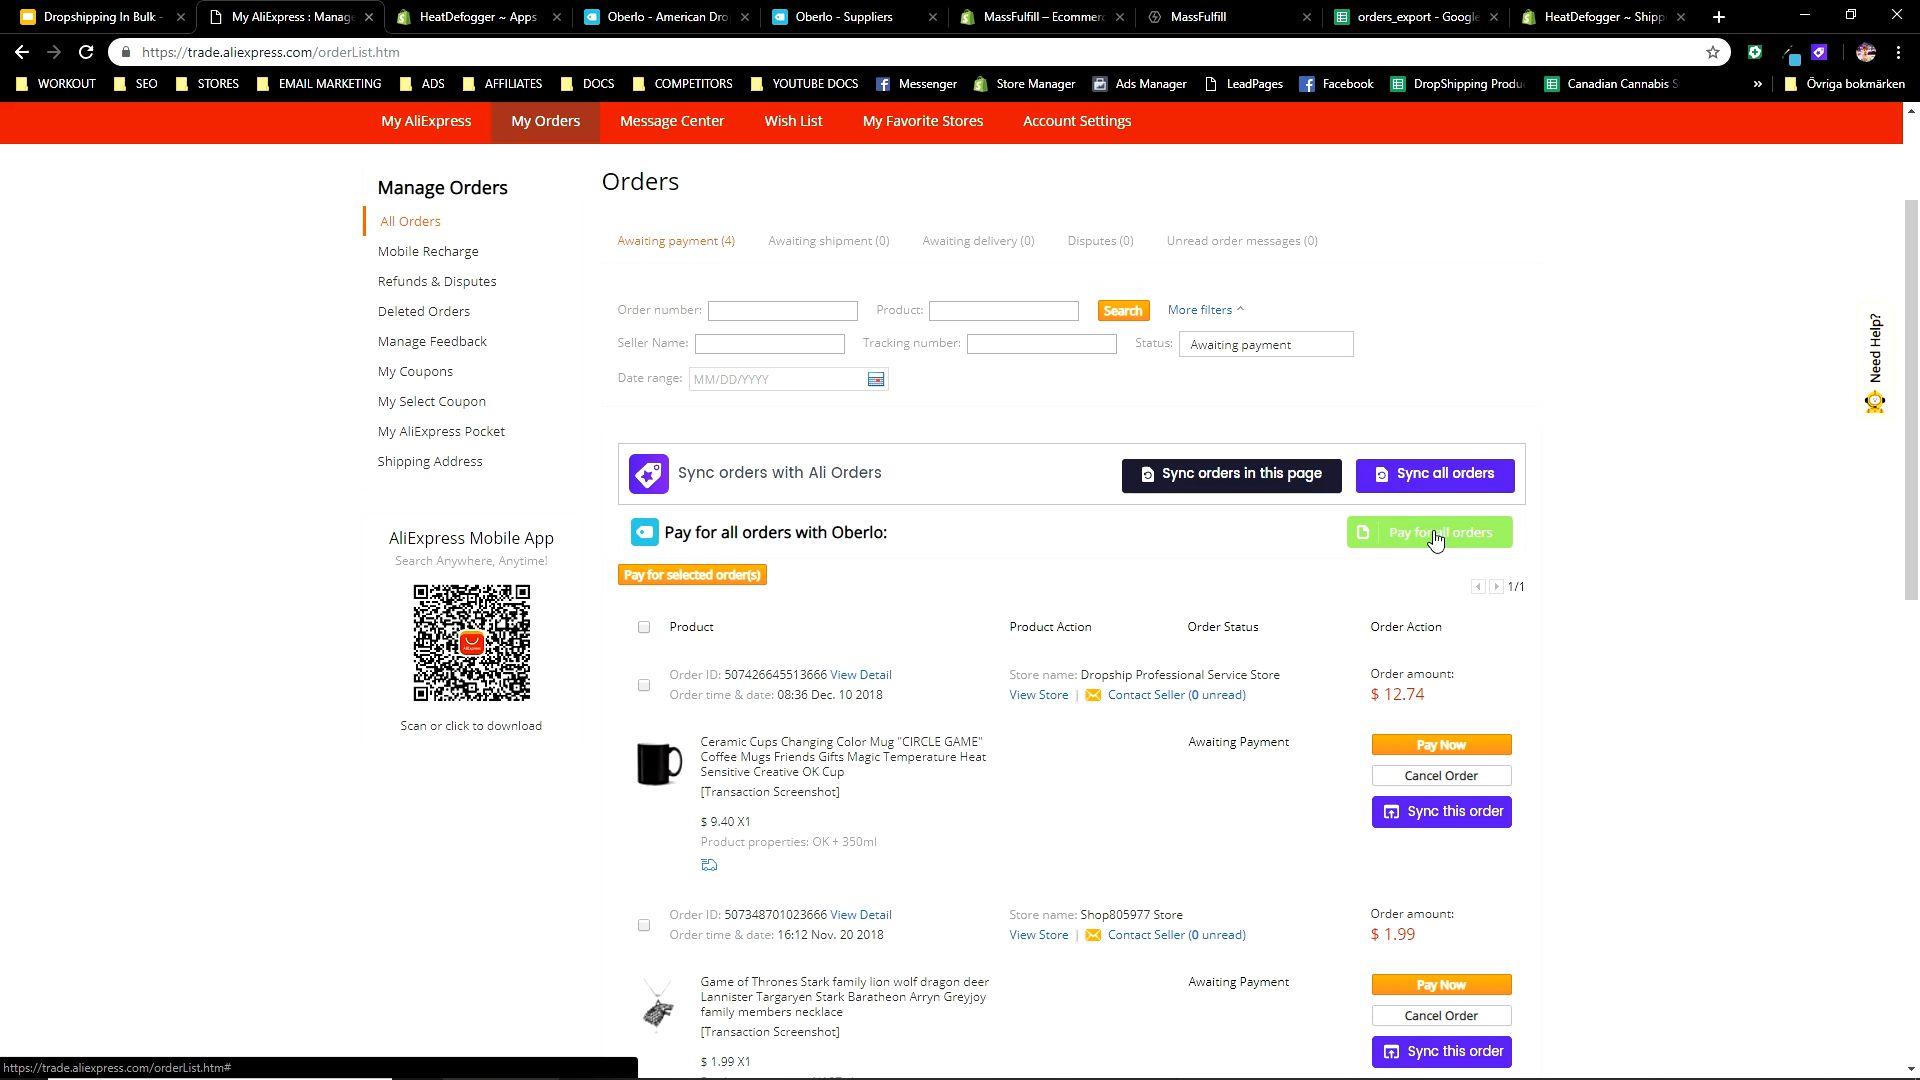 Dropshipping In Bulk -
My AliExpress : Manage
HeatDefogger ~ Apps
Oberlo - American Dro
Oberlo - Suppliers
MassFulfill – Ecommerc
MassFulfill
orders_export - Google
HeatDefogger ~ Shipp
https://trade.aliexpress.com/orderList.htm
WORKOUT
SEO
STORES
EMAIL MARKETING
ADS
AFFILIATES
DOCS
COMPETITORS
YOUTUBE DOCS
Messenger
Store Manager
Ads Manager
LeadPages
Facebook
DropShipping Produ
Canadian Cannabis S
»
Övriga bokmärken
My AliExpress
My Orders
Message Center
Wish List
My Favorite Stores
Account Settings
Manage Orders
All Orders
Mobile Recharge
Refunds & Disputes
Deleted Orders
Manage Feedback
My Coupons
My Select Coupon
My AliExpress Pocket
Shipping Address
AliExpress Mobile App
Search Anywhere, Anytime!
AliExpress
Scan or click to download
Orders
Awaiting payment (4)
Awaiting shipment (0)
Awaiting delivery (0)
Disputes (0)
Unread order messages (0)
Order number:
Product:
Search
More filters
Seller Name:
Tracking number:
Status:
Awaiting payment
Date range:
MM/DD/YYYY
Need Help?
Sync orders with Ali Orders
Sync orders in this page
Sync all orders
Pay for all orders with Oberlo:
Pay for all orders
Pay for selected order(s)
1/1
Product
Product Action
Order Status
Order Action
Order ID: 507426645513666 View Detail
Order time & date: 08:36 Dec. 10 2018
Store name: Dropship Professional Service Store
View Store | Contact Seller (0 unread)
Order amount:
$ 12.74
Ceramic Cups Changing Color Mug "CIRCLE GAME"
Coffee Mugs Friends Gifts Magic Temperature Heat
Sensitive Creative OK Cup
[Transaction Screenshot]
$ 9.40 X1
Product properties: OK + 350ml
Awaiting Payment
Pay Now
Cancel Order
Sync this order
Order ID: 507348701023666 View Detail
Order time & date: 16:12 Nov. 20 2018
Store name: Shop805977 Store
View Store | Contact Seller (0 unread)
Order amount:
$ 1.99
Game of Thrones Stark family lion wolf dragon deer
Lannister Targaryen Stark Baratheon Arryn Greyjoy
family members necklace
[Transaction Screenshot]
$ 1.99 X1
Awaiting Payment
Pay Now
Cancel Order
Sync this order
https://trade.aliexpress.com/orderList.htm#